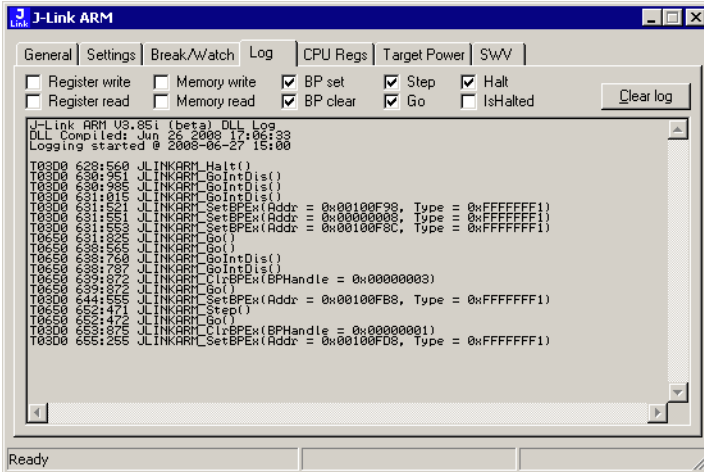 J Link J-Link ARM
General Settings Break/Watch Log CPU Regs Target Power SWV
Register write Memory write BP set Step Halt
Register read Memory read BP clear Go IsHalted Clear log
J-Link ARM V3.85i (beta) DLL Log
DLL Compiled: Jun 26 2008 17:06:33
Logging started @ 2008-06-27 15:00
T03D0 628:560 JLINKARM_Halt()
T03D0 630:951 JLINKARM_GoIntDis()
T03D0 630:985 JLINKARM_GoIntDis()
T03D0 631:015 JLINKARM_GoIntDis()
T03D0 631:521 JLINKARM_SetBPEx(Addr = 0x00100F98, Type = 0xFFFFFFF1)
T03D0 631:551 JLINKARM_SetBPEx(Addr = 0x00000008, Type = 0xFFFFFFF1)
T03D0 631:553 JLINKARM_SetBPEx(Addr = 0x00100F8C, Type = 0xFFFFFFF1)
T0650 631:825 JLINKARM_Go()
T0650 638:565 JLINKARM_Go()
T0650 638:760 JLINKARM_GoIntDis()
T0650 638:787 JLINKARM_GoIntDis()
T0650 639:872 JLINKARM_ClrBPEx(BPHandle = 0x00000003)
T0650 639:872 JLINKARM_Go()
T03D0 644:555 JLINKARM_SetBPEx(Addr = 0x00100FB8, Type = 0xFFFFFFF1)
T0650 652:471 JLINKARM_Step()
T0650 652:472 JLINKARM_Go()
T03D0 653:875 JLINKARM_ClrBPEx(BPHandle = 0x00000001)
T03D0 655:255 JLINKARM_SetBPEx(Addr = 0x00100FD8, Type = 0xFFFFFFF1)
Ready